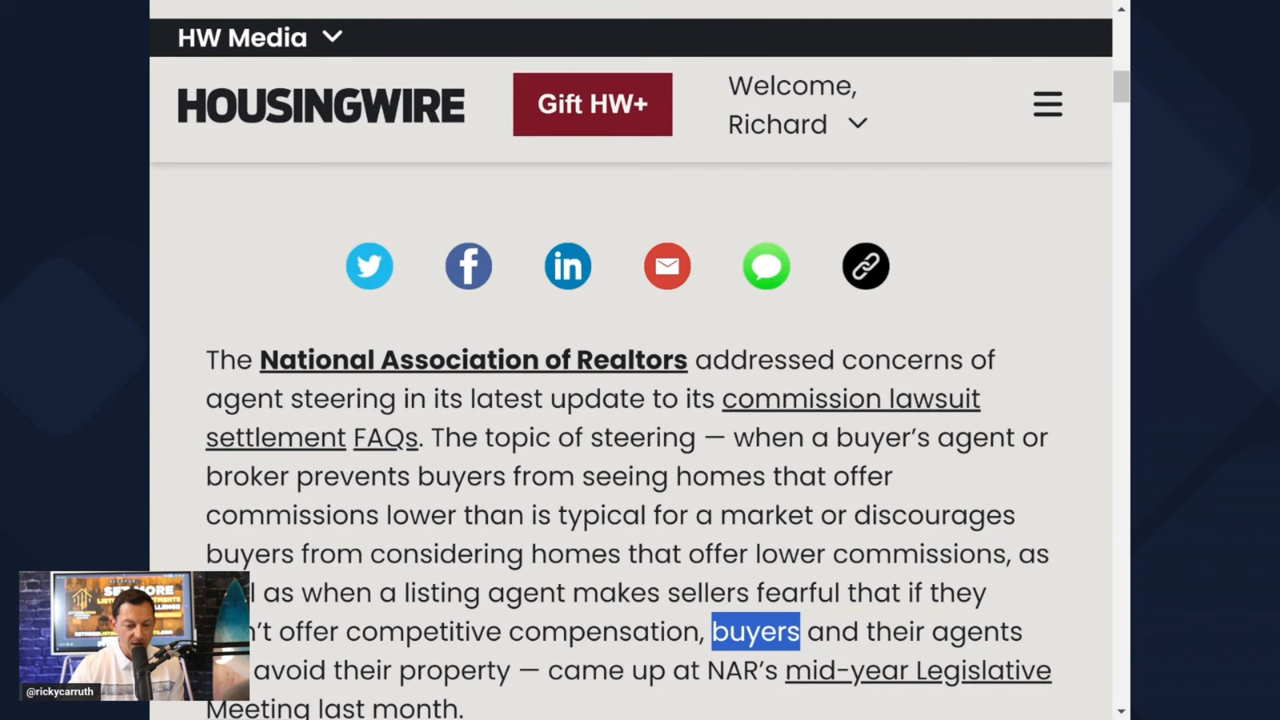 HW Media
HOUSINGWIRE
Gift HW+
Welcome,
Richard
The National Association of Realtors addressed concerns of
agent steering in its latest update to its commission lawsuit
settlement FAQs. The topic of steering — when a buyer's agent or
broker prevents buyers from seeing homes that offer
commissions lower than is typical for a market or discourages
buyers from considering homes that offer lower commissions, as
l as when a listing agent makes sellers fearful that if they
't offer competitive compensation, buyers and their agents
avoid their property — came up at NAR's mid-year Legislative
Meeting last month.
SET MORE
@rickycarruth